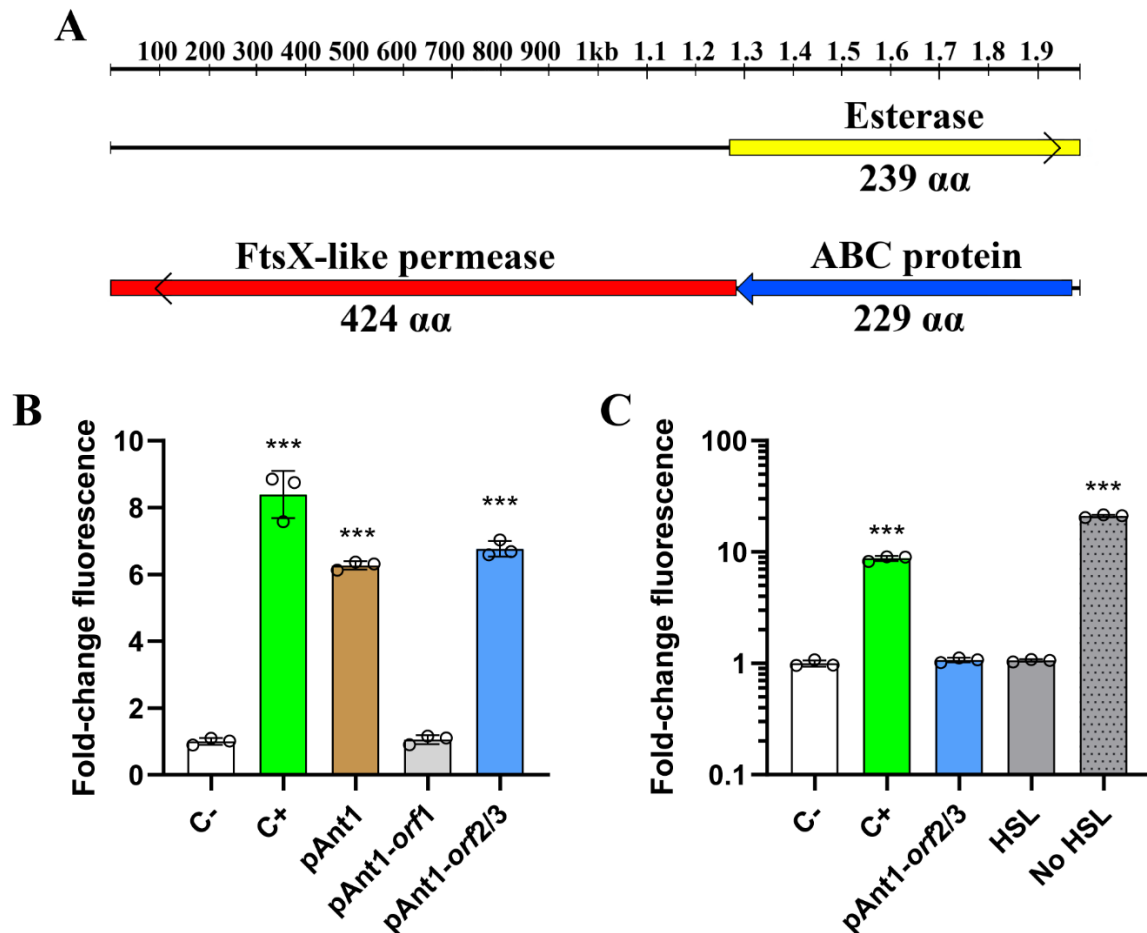 A
100 200 300 400 500 600 700 800 900 1kb 1.1 1.2 1.3 1.4 1.5 1.6 1.7 1.8 1.9
Esterase
239 αα
FtsX-like permease ABC protein
424 αα 229 αα
B
Fold-change fluorescence
10
8
6
4
2
0
***
***
***
C- C+ pAnt1 pAnt1-orf1 pAnt1-orf2/3
C
Fold-change fluorescence
100
10
1
0.1
***
***
C- C+ pAnt1-orf2/3 HSL No HSL